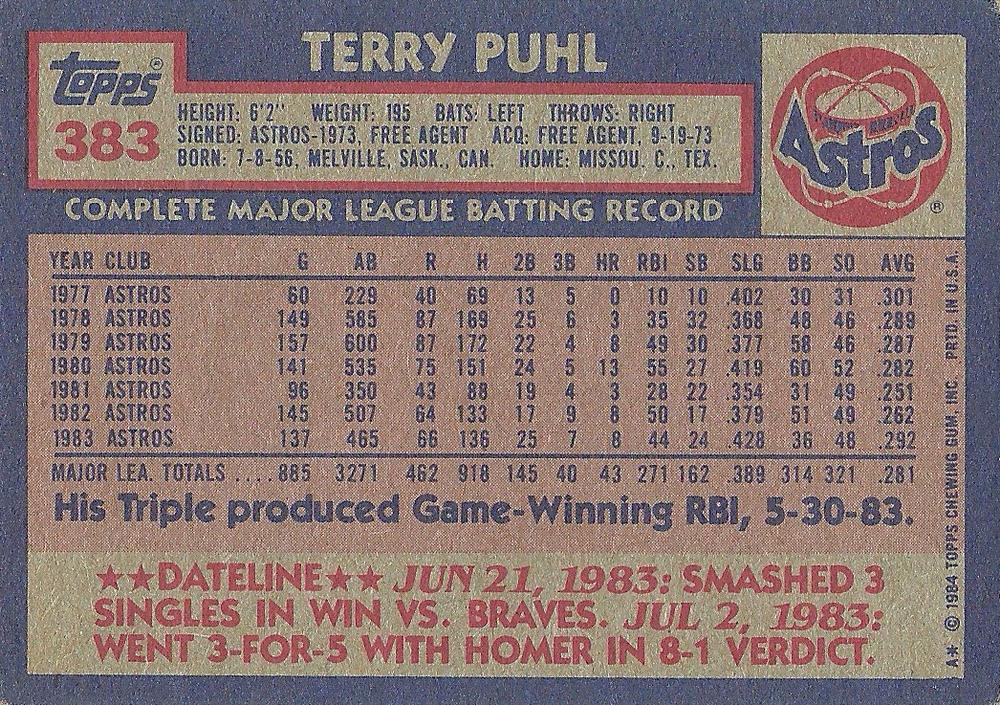 TERRY PUHL
Topps®
383
HEIGHT: 6'2" WEIGHT: 195 BATS: LEFT THROWS: RIGHT
SIGNED: ASTROS-1973, FREE AGENT ACQ: FREE AGENT, 9-19-73
BORN: 7-8-56, MELVILLE, SASK., CAN. HOME: MISSOU. C., TEX.
Astros
®
COMPLETE MAJOR LEAGUE BATTING RECORD
YEAR CLUB G AB R H 2B 3B HR RBI SB SLG BB SO AVG
1977 ASTROS 60 229 40 69 13 5 0 10 10 .402 30 31 .301
1978 ASTROS 149 585 87 169 25 6 3 35 32 .368 48 46 .289
1979 ASTROS 157 600 87 172 22 4 8 49 30 .377 58 46 .287
1980 ASTROS 141 535 75 151 24 5 13 55 27 .419 60 52 .282
1981 ASTROS 96 350 43 88 19 4 3 28 22 .354 31 49 .251
1982 ASTROS 145 507 64 133 17 9 8 50 17 .379 51 49 .262
1983 ASTROS 137 465 66 136 25 7 8 44 24 .428 36 48 .292
MAJOR LEA. TOTALS ....885 3271 462 918 145 40 43 271 162 .389 314 321 .281
His Triple produced Game-Winning RBI, 5-30-83.
★★DATELINE★★ JUN 21, 1983: SMASHED 3
SINGLES IN WIN VS. BRAVES. JUL 2, 1983:
WENT 3-FOR-5 WITH HOMER IN 8-1 VERDICT.
A* © 1984 TOPPS CHEWING GUM, INC. PRTD. IN U.S.A.